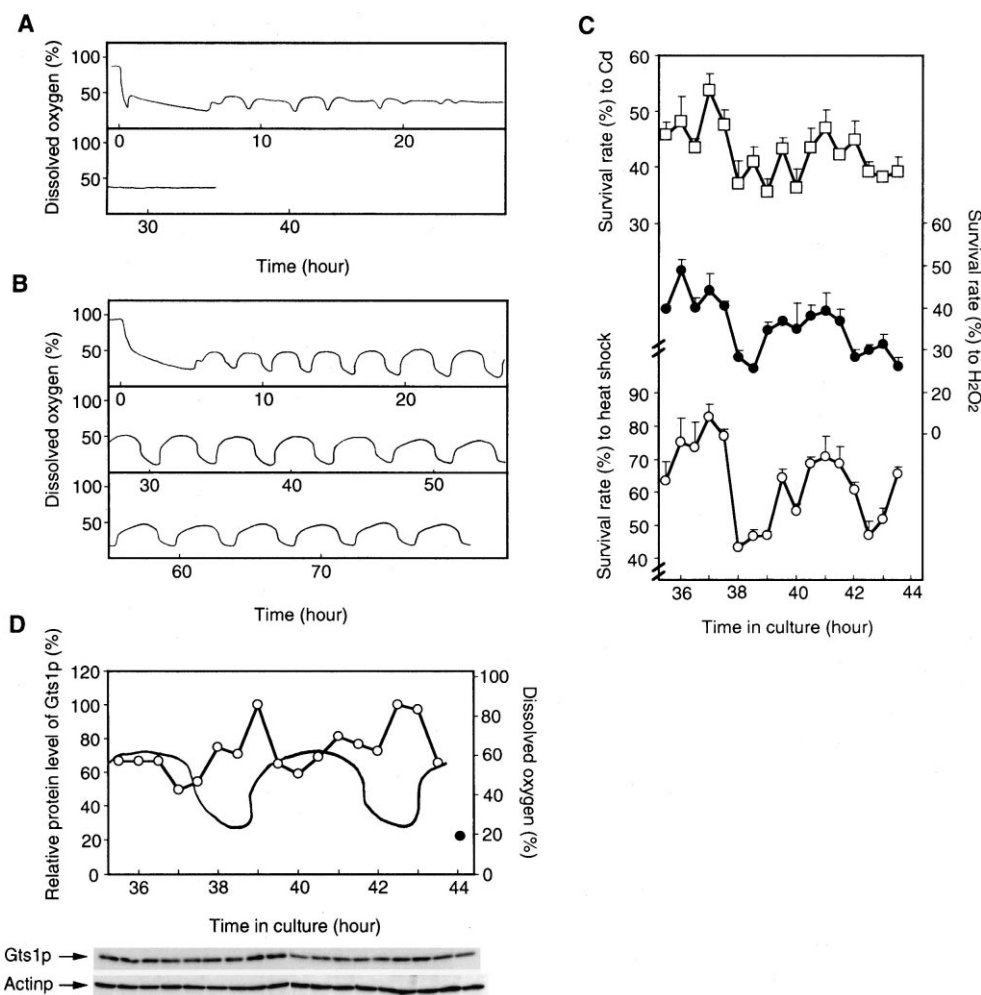 A
Dissolved oxygen (%)
100
50
0 10 20
50
30 40
Time (hour)
B
Dissolved oxygen (%)
100
50
0 10 20
50
30 40 50
50
60 70
Time (hour)
C
Survival rate (%) to Cd
60
50
40
30
Survival rate (%) to H2O2
60
50
40
30
20
0
Survival rate (%) to heat shock
90
80
70
60
50
40
36 38 40 42 44
Time in culture (hour)
D
Relative protein level of Gts1p (%)
120
100
80
60
40
20
0
Dissolved oxygen (%)
100
80
60
40
20
0
36 38 40 42 44
Time in culture (hour)
Gts1p
Actinp